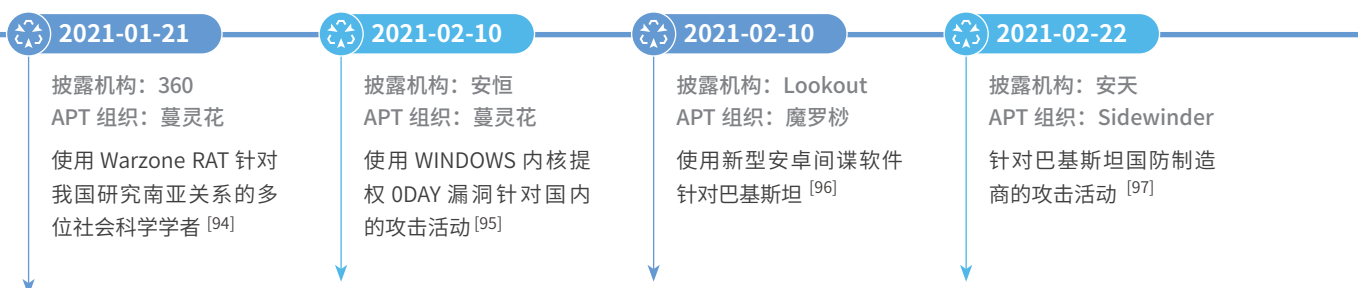 2021-01-21
披露机构：360
APT 组织：蔓灵花
使用 Warzone RAT 针对
我国研究南亚关系的多
位社会科学学者 [94]
2021-02-10
披露机构：安恒
APT 组织：蔓灵花
使用 WINDOWS 内核提
权 0DAY 漏洞针对国内
的攻击活动 [95]
2021-02-10
披露机构：Lookout
APT 组织：魔罗桫
使用新型安卓间谍软件
针对巴基斯坦 [96]
2021-02-22
披露机构：安天
APT 组织：Sidewinder
针对巴基斯坦国防制造
商的攻击活动 [97]